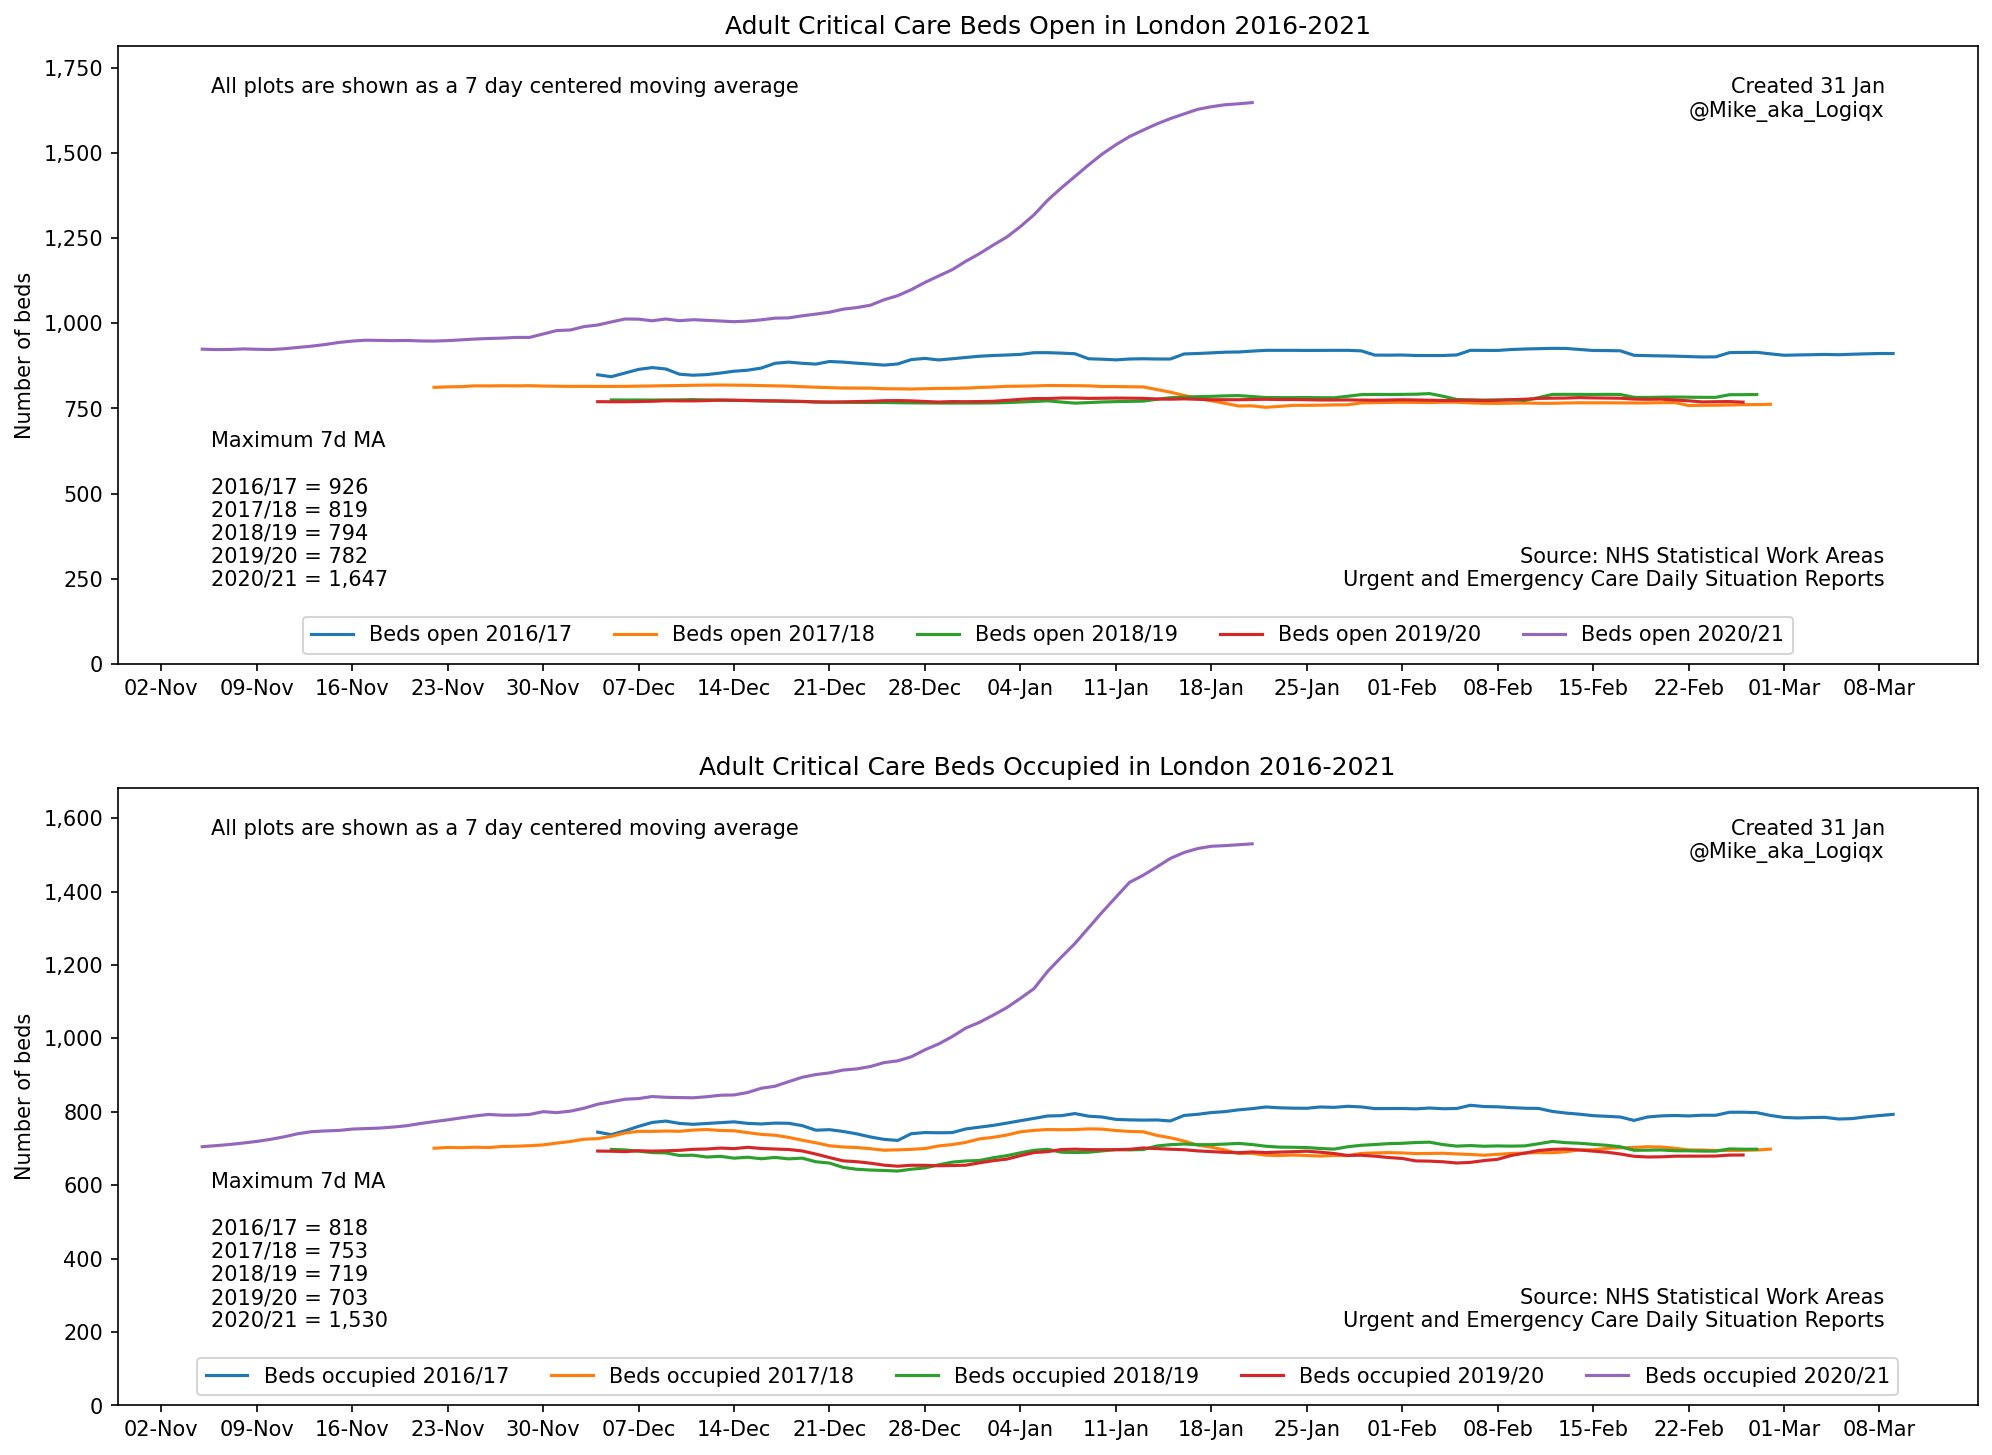 Adult Critical Care Beds Open in London 2016-2021
All plots are shown as a 7 day centered moving average
Created 31 Jan
@Mike_aka_Logiqx
Number of beds
1,750
1,500
1,250
1,000
750
500
250
0
Maximum 7d MA
2016/17 = 926
2017/18 = 819
2018/19 = 794
2019/20 = 782
2020/21 = 1,647
Source: NHS Statistical Work Areas
Urgent and Emergency Care Daily Situation Reports
Beds open 2016/17 Beds open 2017/18 Beds open 2018/19 Beds open 2019/20 Beds open 2020/21
02-Nov 09-Nov 16-Nov 23-Nov 30-Nov 07-Dec 14-Dec 21-Dec 28-Dec 04-Jan 11-Jan 18-Jan 25-Jan 01-Feb 08-Feb 15-Feb 22-Feb 01-Mar 08-Mar
Adult Critical Care Beds Occupied in London 2016-2021
All plots are shown as a 7 day centered moving average
Created 31 Jan
@Mike_aka_Logiqx
Number of beds
1,600
1,400
1,200
1,000
800
600
400
200
0
Maximum 7d MA
2016/17 = 818
2017/18 = 753
2018/19 = 719
2019/20 = 703
2020/21 = 1,530
Source: NHS Statistical Work Areas
Urgent and Emergency Care Daily Situation Reports
Beds occupied 2016/17 Beds occupied 2017/18 Beds occupied 2018/19 Beds occupied 2019/20 Beds occupied 2020/21
02-Nov 09-Nov 16-Nov 23-Nov 30-Nov 07-Dec 14-Dec 21-Dec 28-Dec 04-Jan 11-Jan 18-Jan 25-Jan 01-Feb 08-Feb 15-Feb 22-Feb 01-Mar 08-Mar